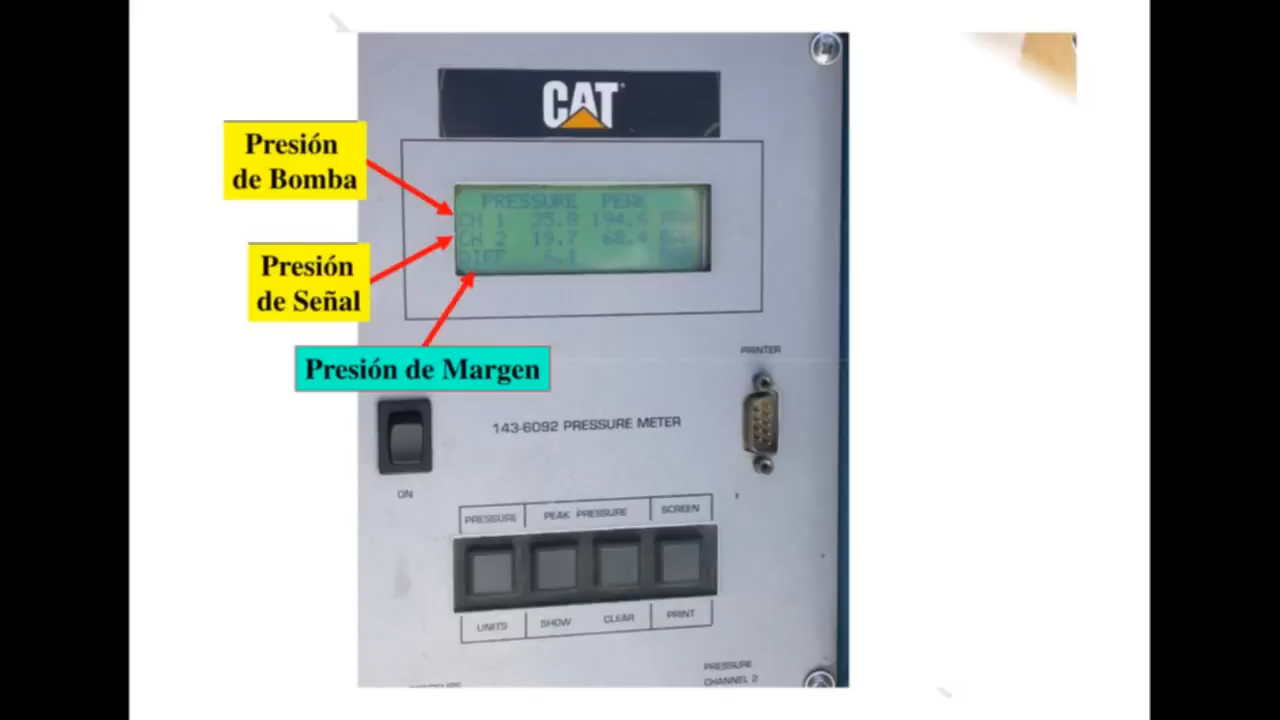 CAT
Presión
de Bomba
PRESSURE PEAK
CH 1 25.8 194.6
CH 2 19.7 68.4
DIFF 6.1
Presión
de Señal
Presión de Margen
PRINTER
143-6092 PRESSURE METER
ON
PRESSURE PEAK PRESSURE SCREEN
UNITS SHOW CLEAR PRINT
PRESSURE
CHANNEL 2